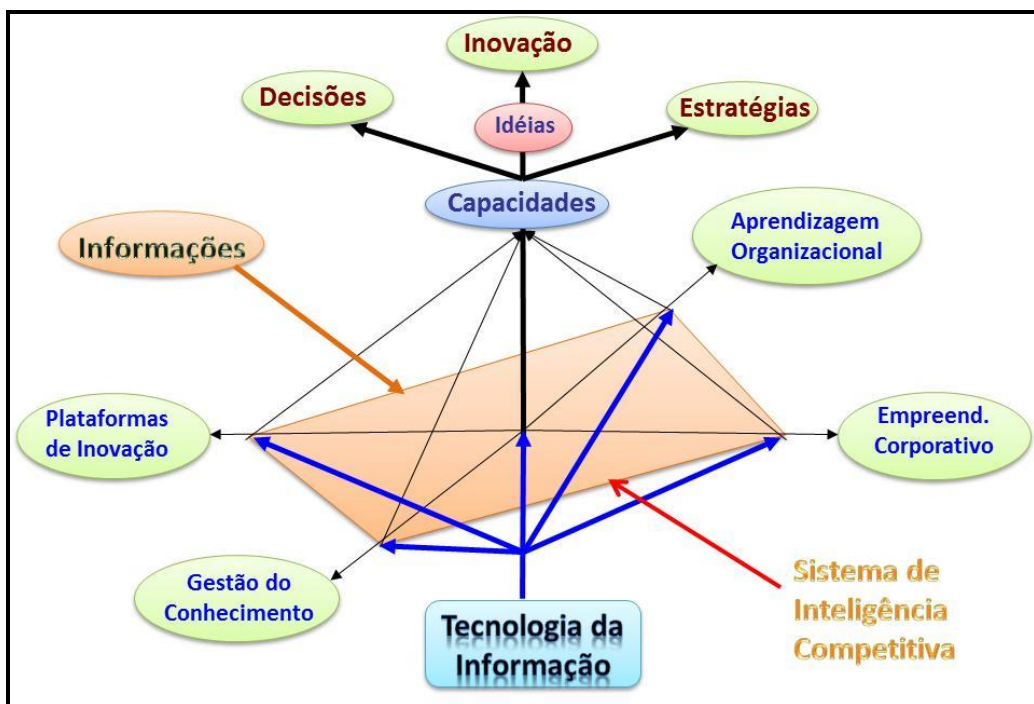 Inovação
Decisões
Idéias
Estratégias
Capacidades
Informações
Aprendizagem
Organizacional
Plataformas
de Inovação
Empreend.
Corporativo
Gestão do
Conhecimento
Tecnologia da
Informação
Sistema de
Inteligência
Competitiva